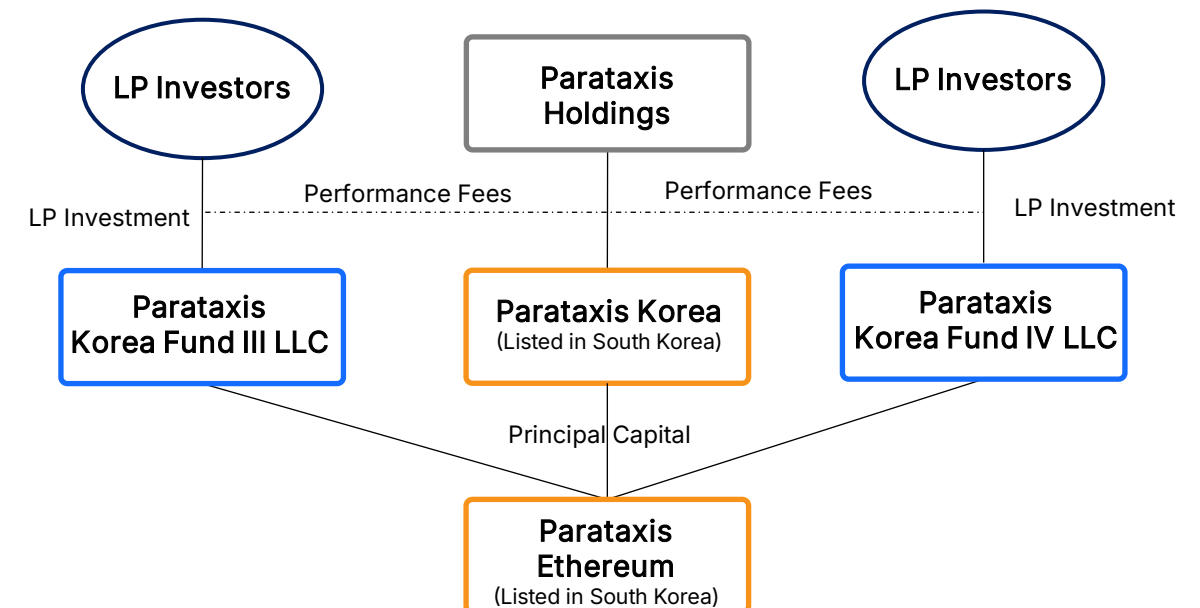 LP Investors
Parataxis
Holdings
LP Investors
Performance Fees
Performance Fees
LP Investment
LP Investment
Parataxis
Korea Fund III LLC
Parataxis Korea
(Listed in South Korea)
Parataxis
Korea Fund IV LLC
Principal Capital
Parataxis
Ethereum
(Listed in South Korea)